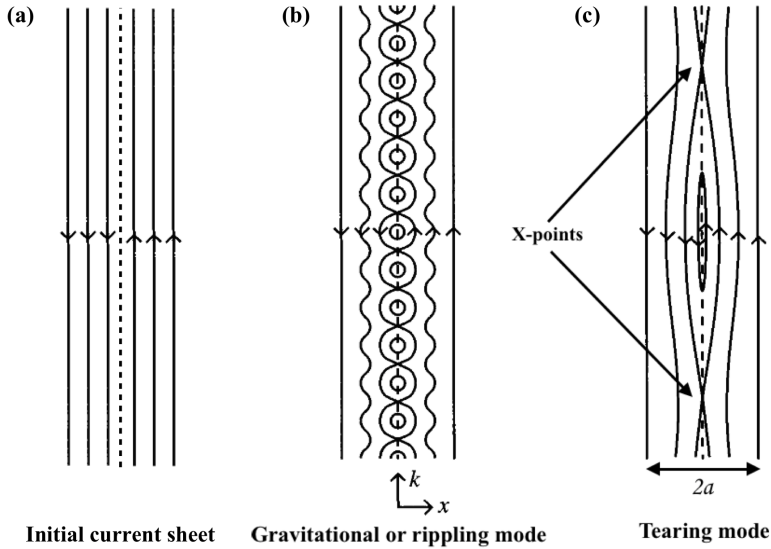 (a)
(b)
(c)
X-points
k
x
2a
Initial current sheet
Gravitational or rippling mode
Tearing mode